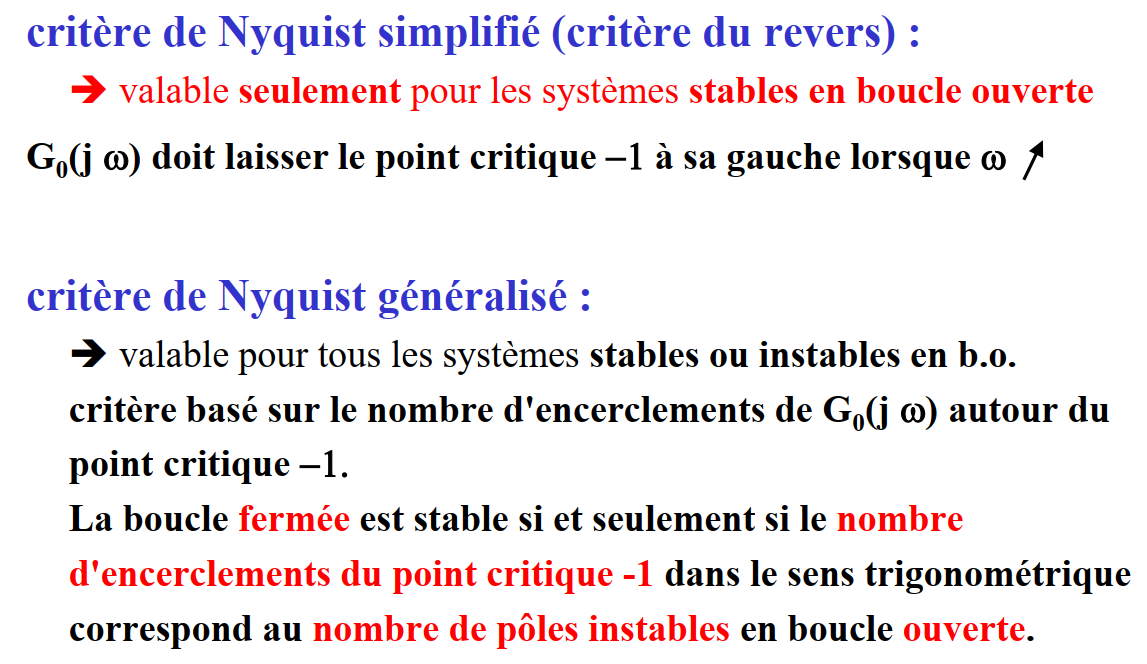 critère de Nyquist simplifié (critère du revers) :
➔ valable seulement pour les systèmes stables en boucle ouverte
G₀(j ω) doit laisser le point critique –1 à sa gauche lorsque ω ↗
critère de Nyquist généralisé :
➔ valable pour tous les systèmes stables ou instables en b.o.
critère basé sur le nombre d'encerclements de G₀(j ω) autour du
point critique –1.
La boucle fermée est stable si et seulement si le nombre
d'encerclements du point critique -1 dans le sens trigonométrique
correspond au nombre de pôles instables en boucle ouverte.